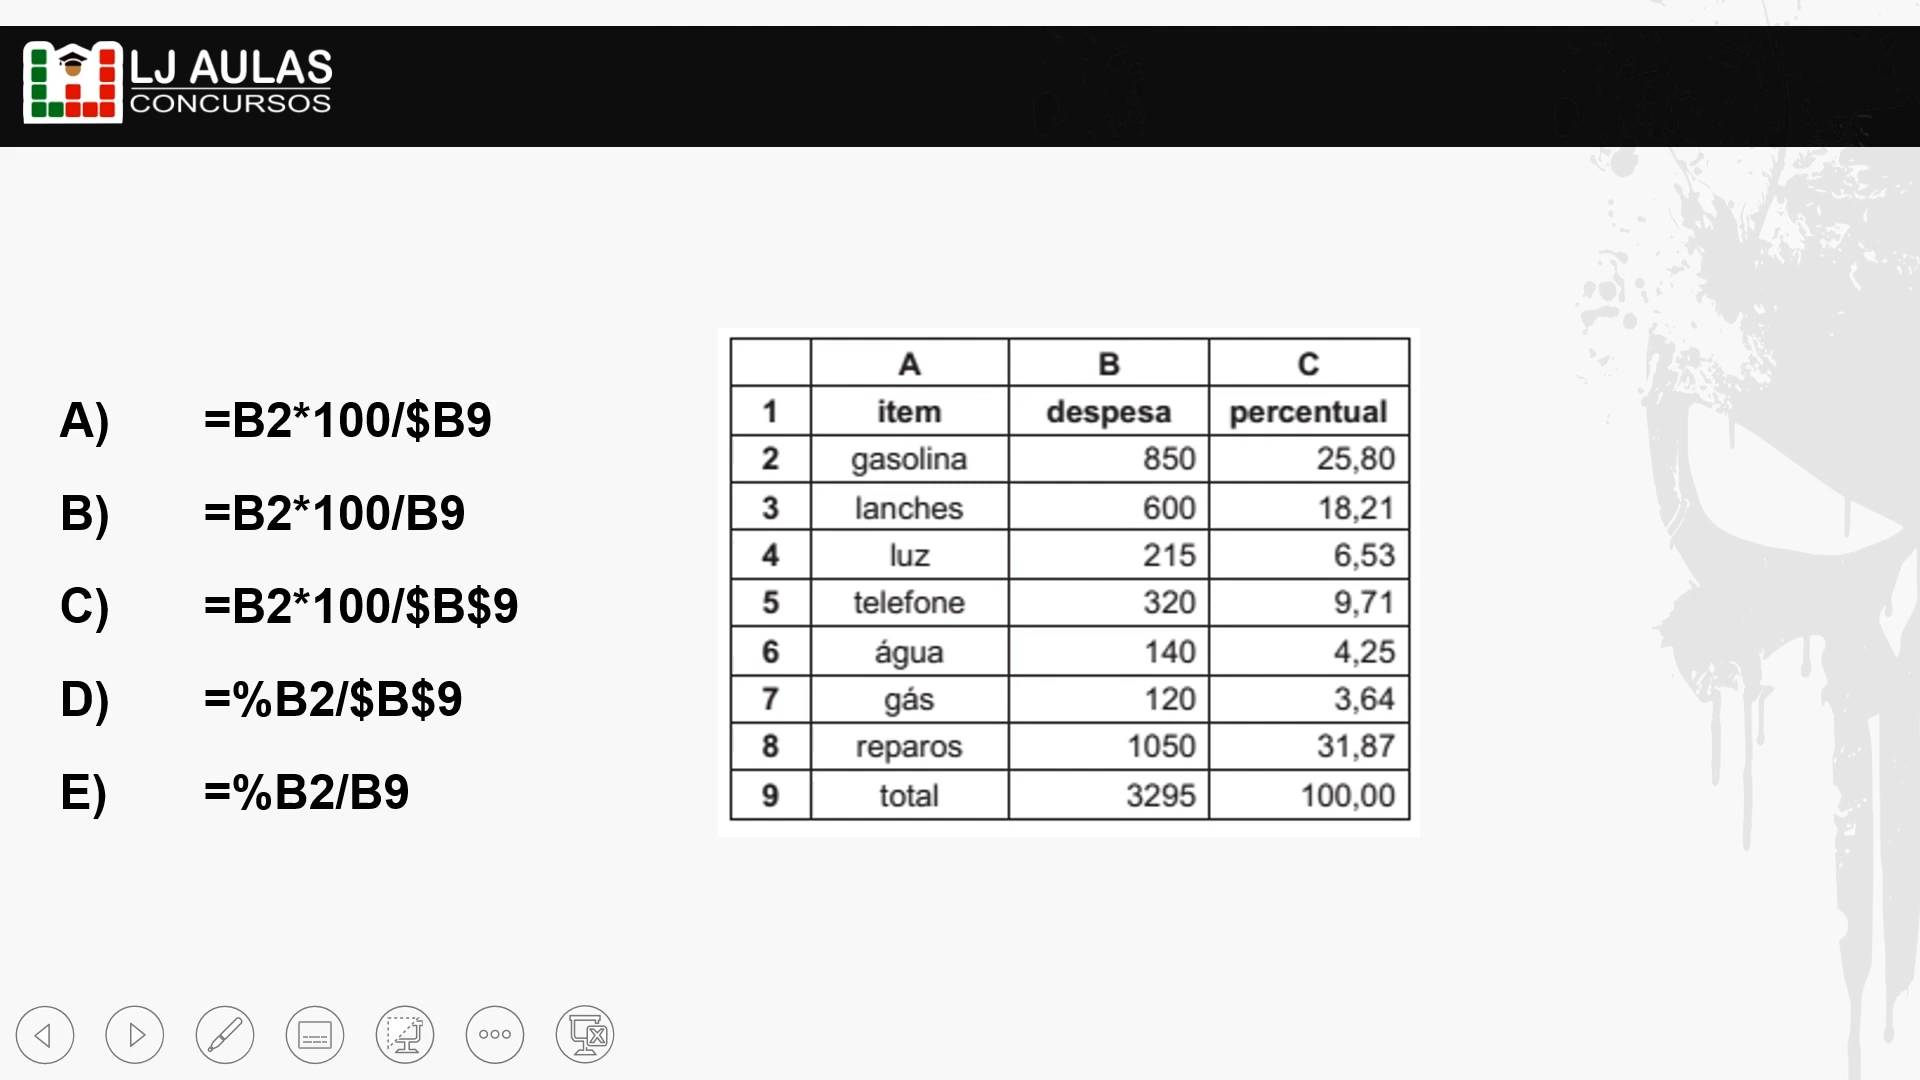 LJ AULAS
CONCURSOS
A) =B2*100/$B9
B) =B2*100/B9
C) =B2*100/$B$9
D) =%B2/$B$9
E) =%B2/B9
A B C
1 item despesa percentual
2 gasolina 850 25,80
3 lanches 600 18,21
4 luz 215 6,53
5 telefone 320 9,71
6 água 140 4,25
7 gás 120 3,64
8 reparos 1050 31,87
9 total 3295 100,00